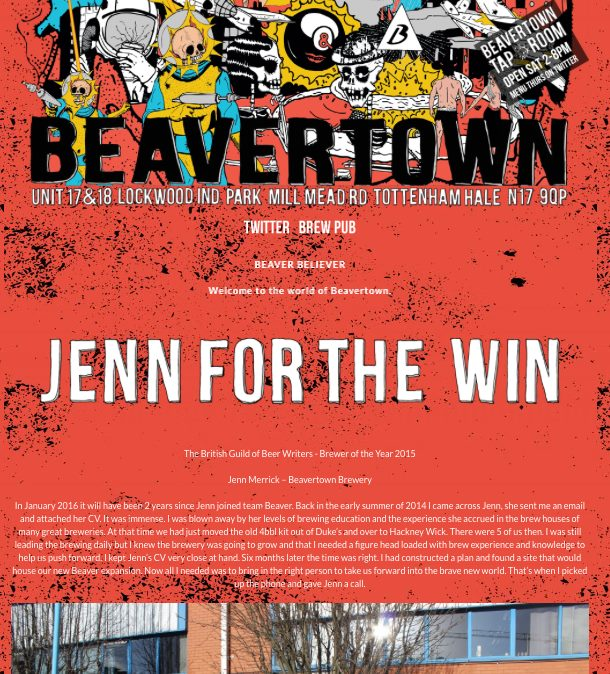 BEAVERTOWN
TAP ROOM
OPEN SAT 2-8PM
MENU THURS ON TWITTER
8
B
BEAVERTOWN
UNIT 17&18 LOCKWOOD IND PARK MILL MEAD RD TOTTENHAM HALE N17 9QP
TWITTER BREW PUB
BEAVER BELIEVER
Welcome to the world of Beavertown.
JENN FOR THE WIN
The British Guild of Beer Writers - Brewer of the Year 2015
Jenn Merrick – Beavertown Brewery
In January 2016 it will have been 2 years since Jenn joined team Beaver. Back in the early summer of 2014 I came across Jenn, she sent me an email
and attached her CV. It was immense. I was blown away by her levels of brewing education and the experience she accrued in the brew houses of
many great breweries. At that time we had just moved the old 4bbl kit out of Duke's and over to Hackney Wick. There were 5 of us then. I was still
leading the brewing daily but I knew the brewery was going to grow and that I needed a figure head loaded with brew experience and knowledge to
help us push forward. I kept Jenn's CV very close at hand. Six months later the time was right. I had constructed a plan and found a site that would
house our new Beaver expansion. Now all I needed was to bring in the right person to take us forward into the brave new world. That's when I picked
up the phone and gave Jenn a call.